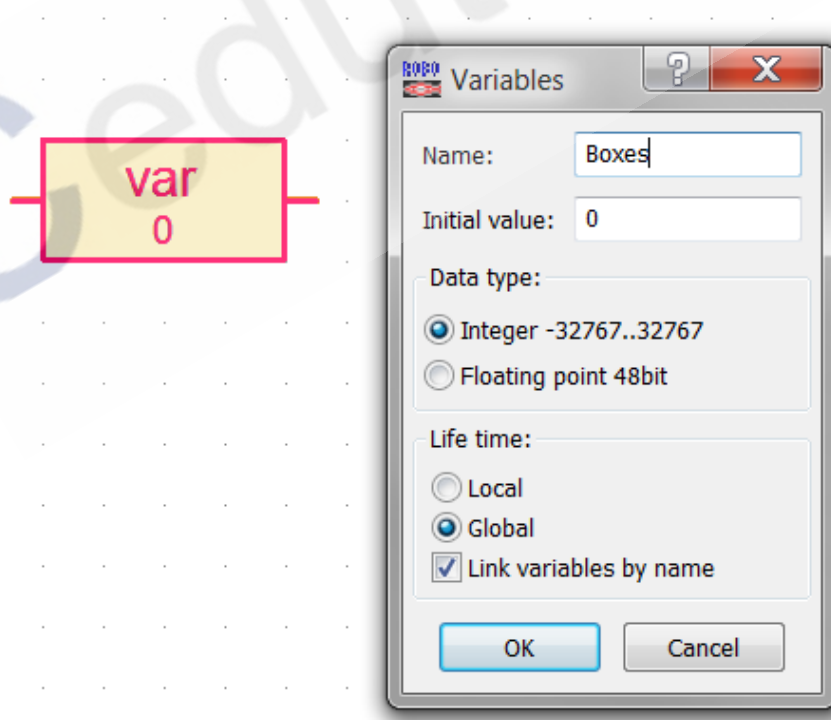 var
0
ROBO
Variables
?
X
Name:
Boxes
Initial value:
0
Data type:
Integer -32767..32767
Floating point 48bit
Life time:
Local
Global
Link variables by name
OK
Cancel